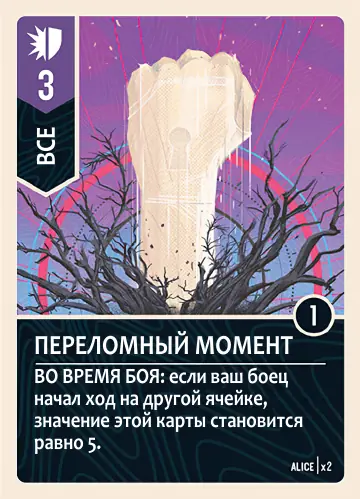 3
ВСЕ
1
ПЕРЕЛОМНЫЙ МОМЕНТ
ВО ВРЕМЯ БОЯ: если ваш боец
начал ход на другой ячейке,
значение этой карты становится
равно 5.
ALICE | x2